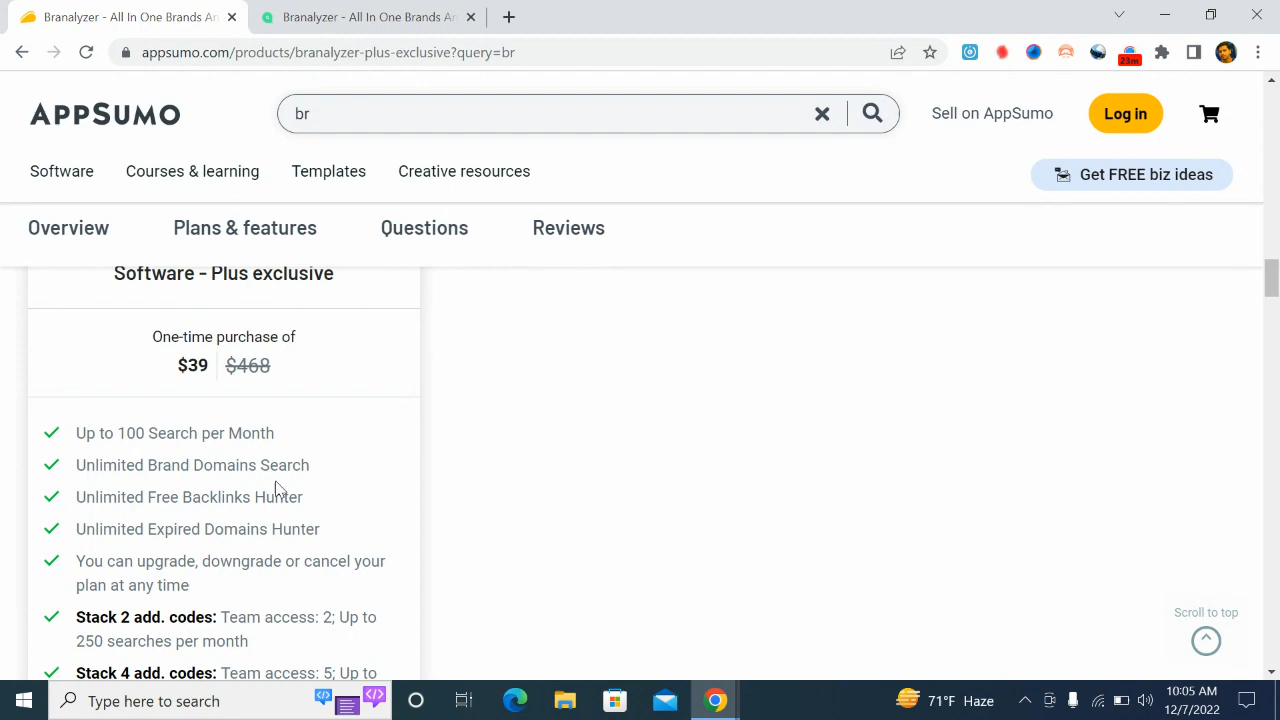 Branalyzer - All In One Brands An
Branalyzer - All In One Brands An
appsumo.com/products/branalyzer-plus-exclusive?query=br
23m
APPSUMO
br
Sell on AppSumo
Log in
Software
Courses & learning
Templates
Creative resources
Get FREE biz ideas
Overview
Plans & features
Questions
Reviews
Software - Plus exclusive
One-time purchase of
$39 $468
Up to 100 Search per Month
Unlimited Brand Domains Search
Unlimited Free Backlinks Hunter
Unlimited Expired Domains Hunter
You can upgrade, downgrade or cancel your
plan at any time
Stack 2 add. codes: Team access: 2; Up to
250 searches per month
Stack 4 add. codes: Team access: 5; Up to
Scroll to top
Type here to search
71°F Haze
10:05 AM
12/7/2022